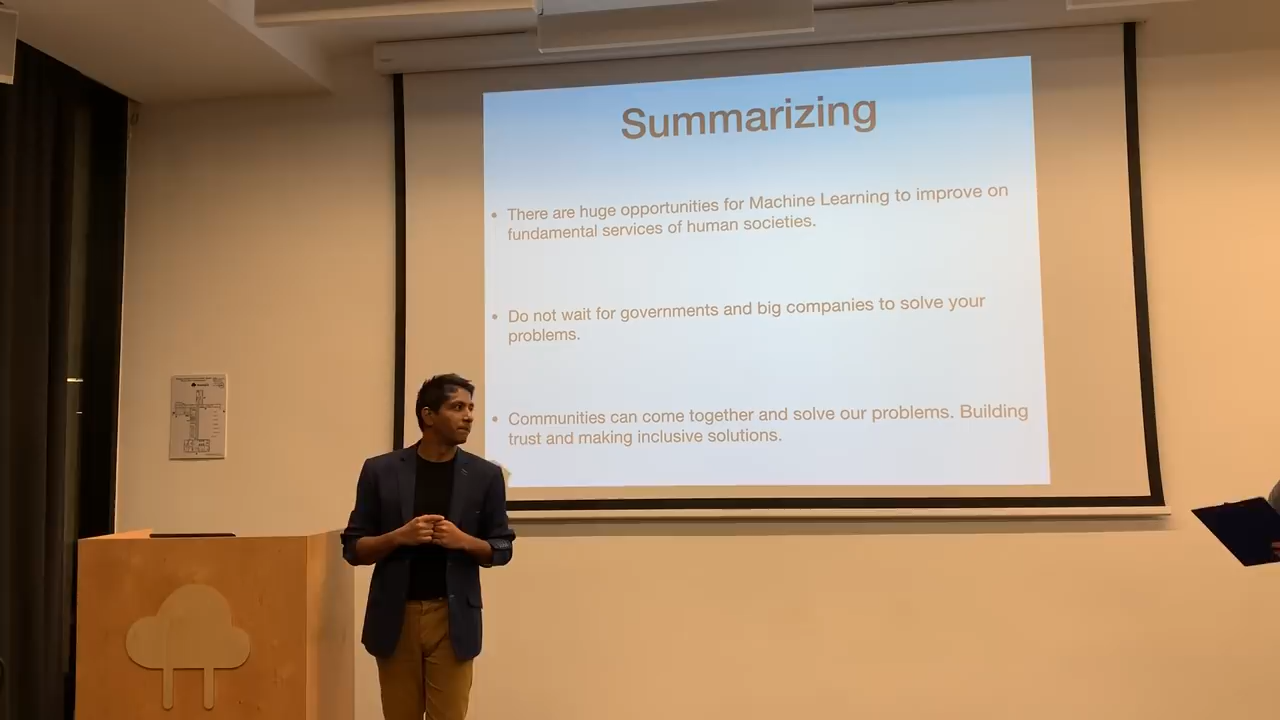 Summarizing
• There are huge opportunities for Machine Learning to improve on
fundamental services of human societies.
• Do not wait for governments and big companies to solve your
problems.
• Communities can come together and solve our problems. Building
trust and making inclusive solutions.